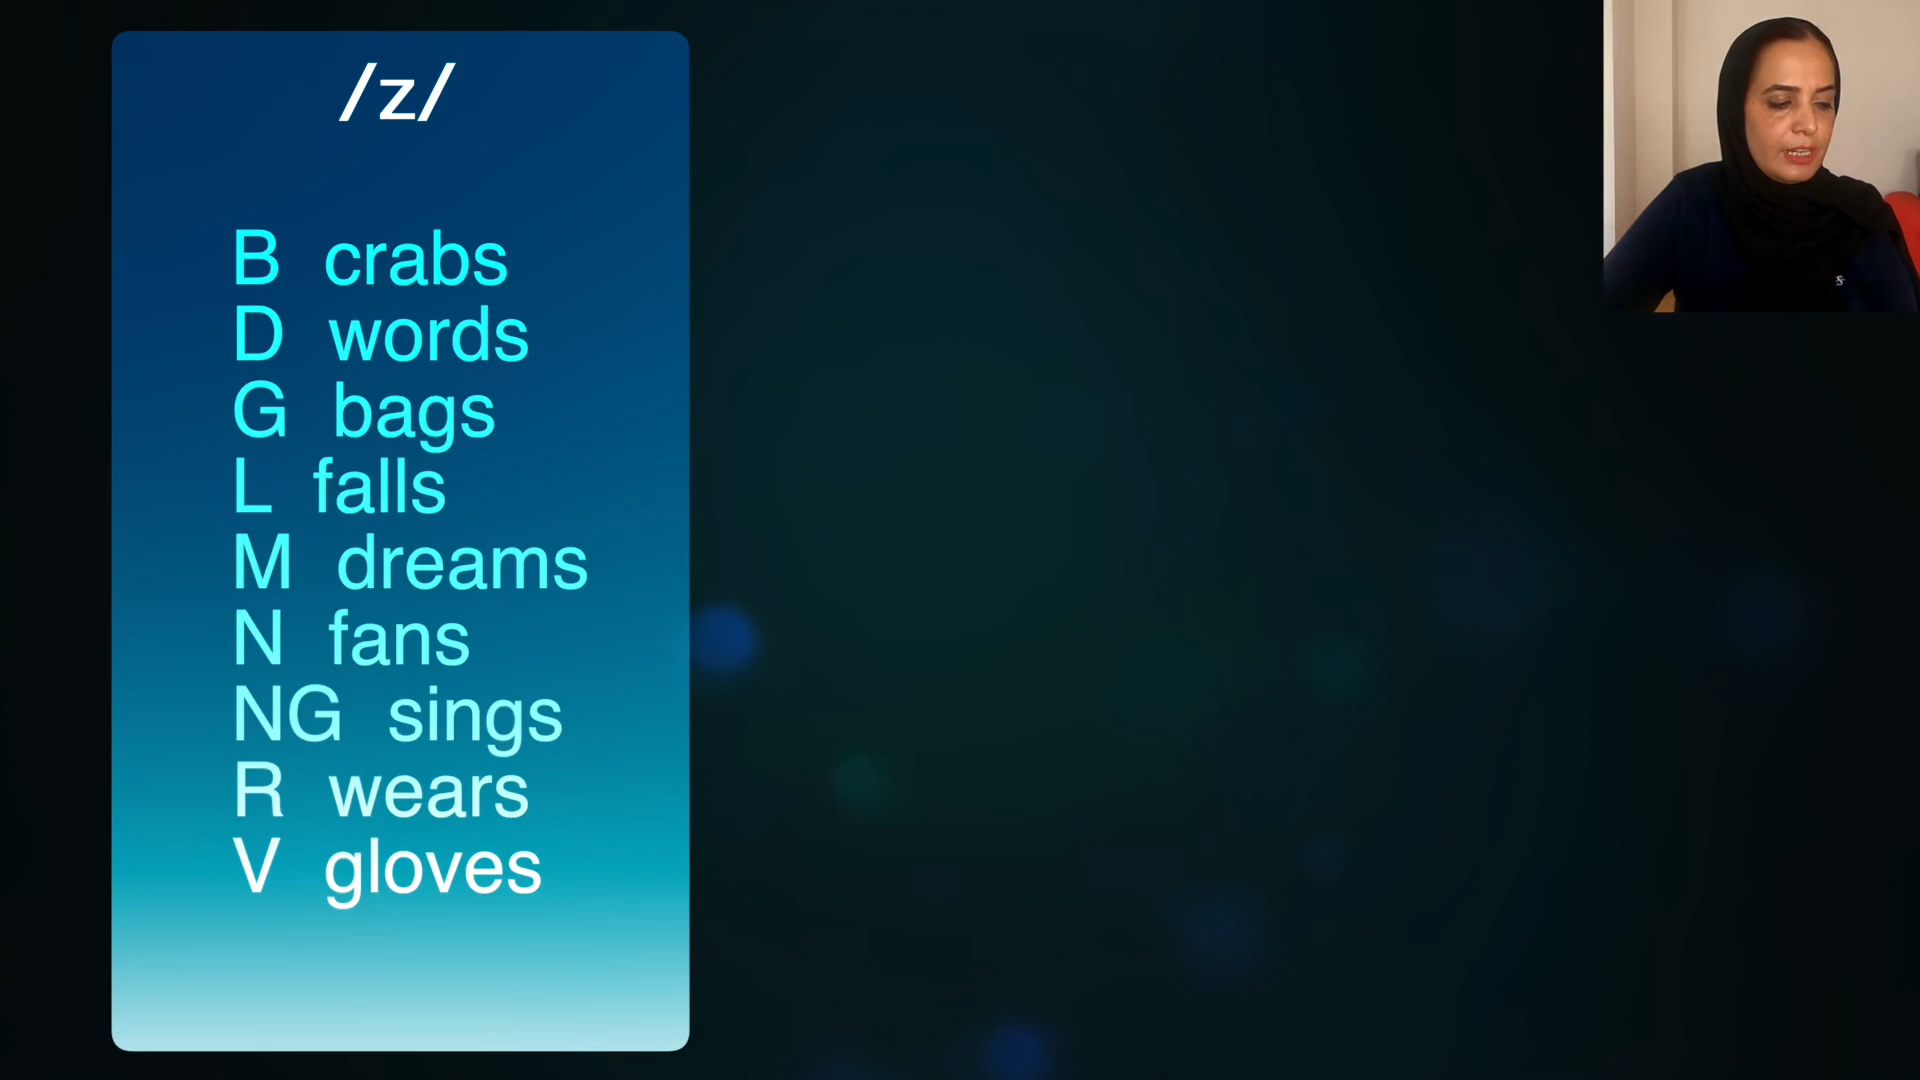 /z/
B crabs
D words
G bags
L falls
M dreams
N fans
NG sings
R wears
V gloves